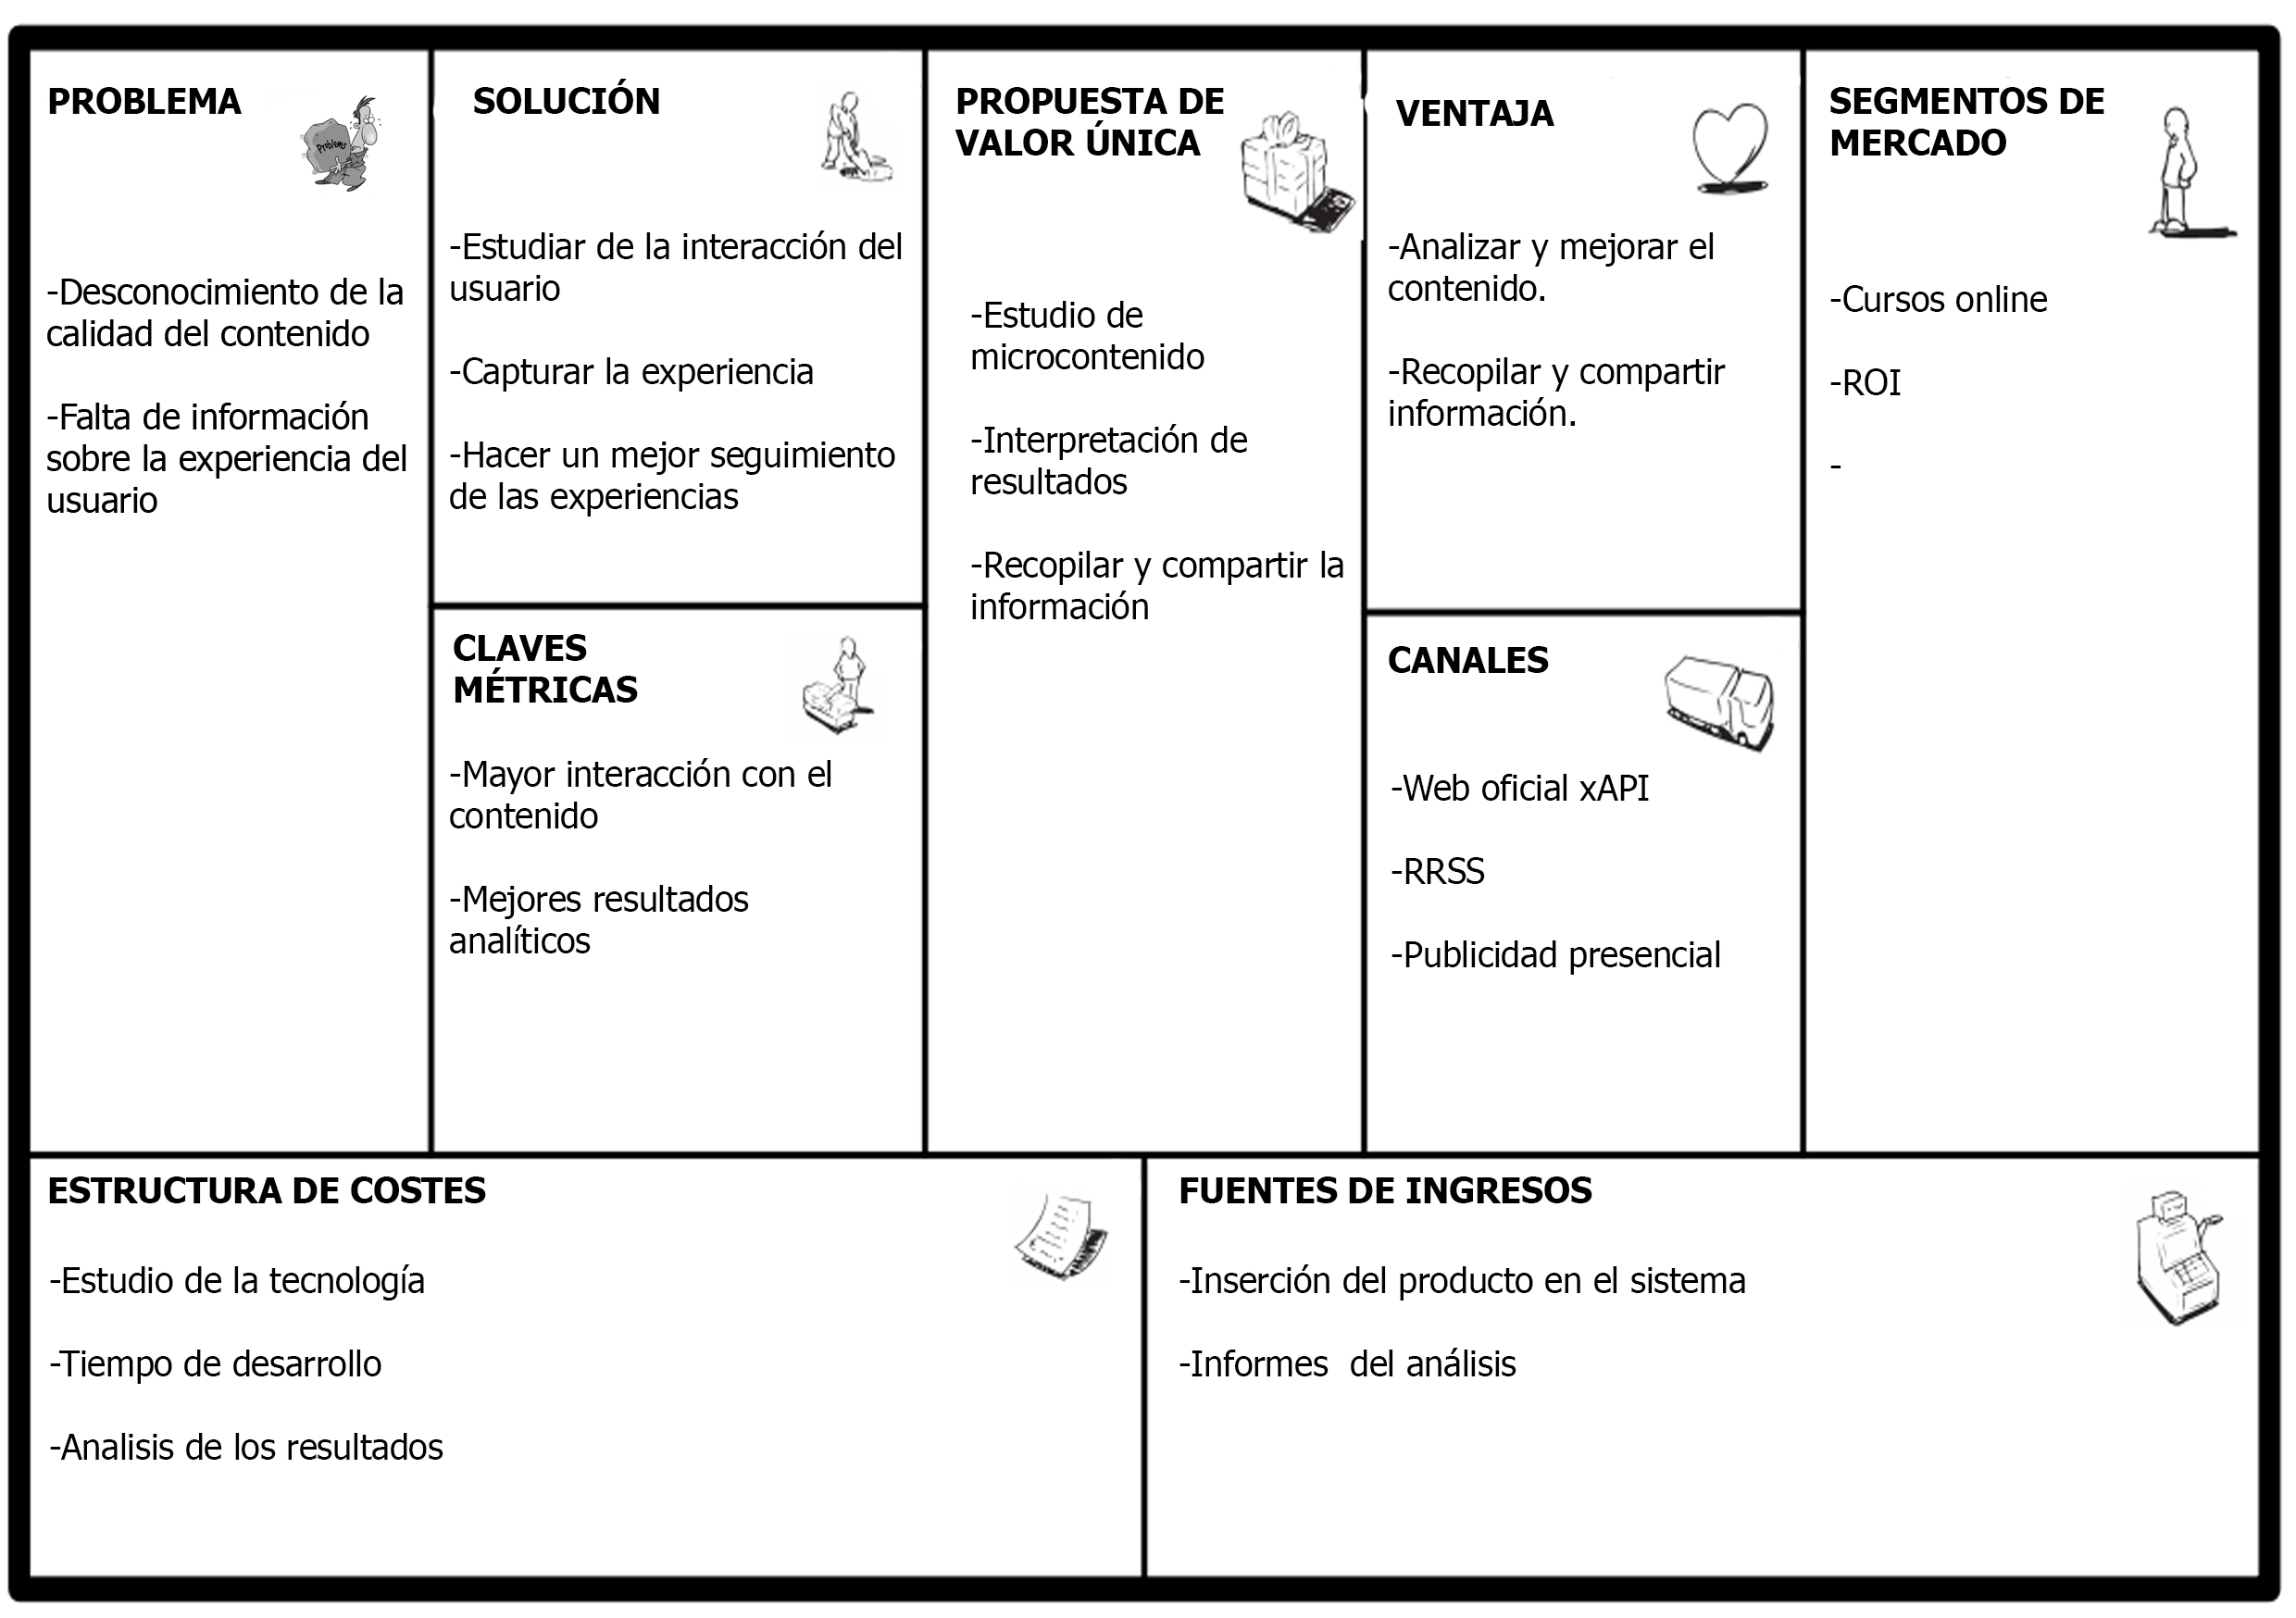 PROBLEMA
Problems
-Desconocimiento de la
calidad del contenido
-Falta de información
sobre la experiencia del
usuario
SOLUCIÓN
-Estudiar de la interacción del
usuario
-Capturar la experiencia
-Hacer un mejor seguimiento
de las experiencias
CLAVES
MÉTRICAS
-Mayor interacción con el
contenido
-Mejores resultados
analíticos
PROPUESTA DE
VALOR ÚNICA
-Estudio de
microcontenido
-Interpretación de
resultados
-Recopilar y compartir la
información
VENTAJA
-Analizar y mejorar el
contenido.
-Recopilar y compartir
información.
CANALES
-Web oficial xAPI
-RRSS
-Publicidad presencial
SEGMENTOS DE
MERCADO
-Cursos online
-ROI
-
ESTRUCTURA DE COSTES
-Estudio de la tecnología
-Tiempo de desarrollo
-Analisis de los resultados
FUENTES DE INGRESOS
-Inserción del producto en el sistema
-Informes  del análisis